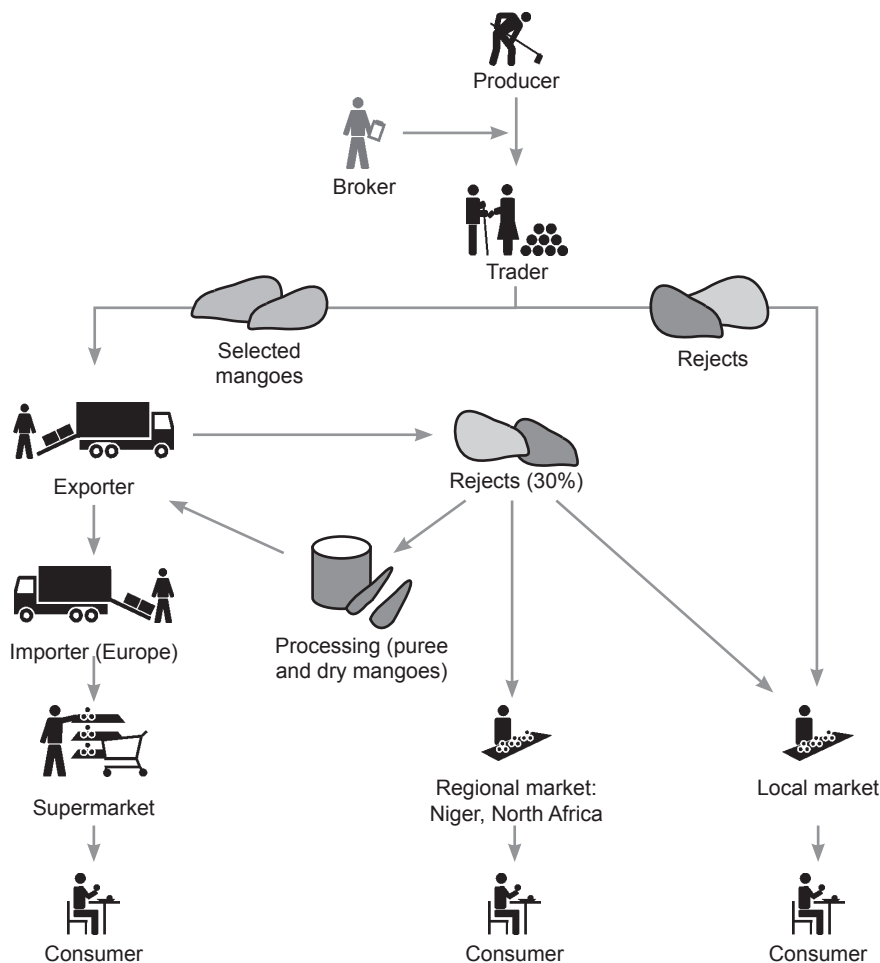 Producer
Broker
Trader
Selected
mangoes
Rejects
Exporter
Rejects (30%)
Importer (Europe)
Processing (puree
and dry mangoes)
Supermarket
Regional market:
Niger, North Africa
Local market
Consumer
Consumer
Consumer